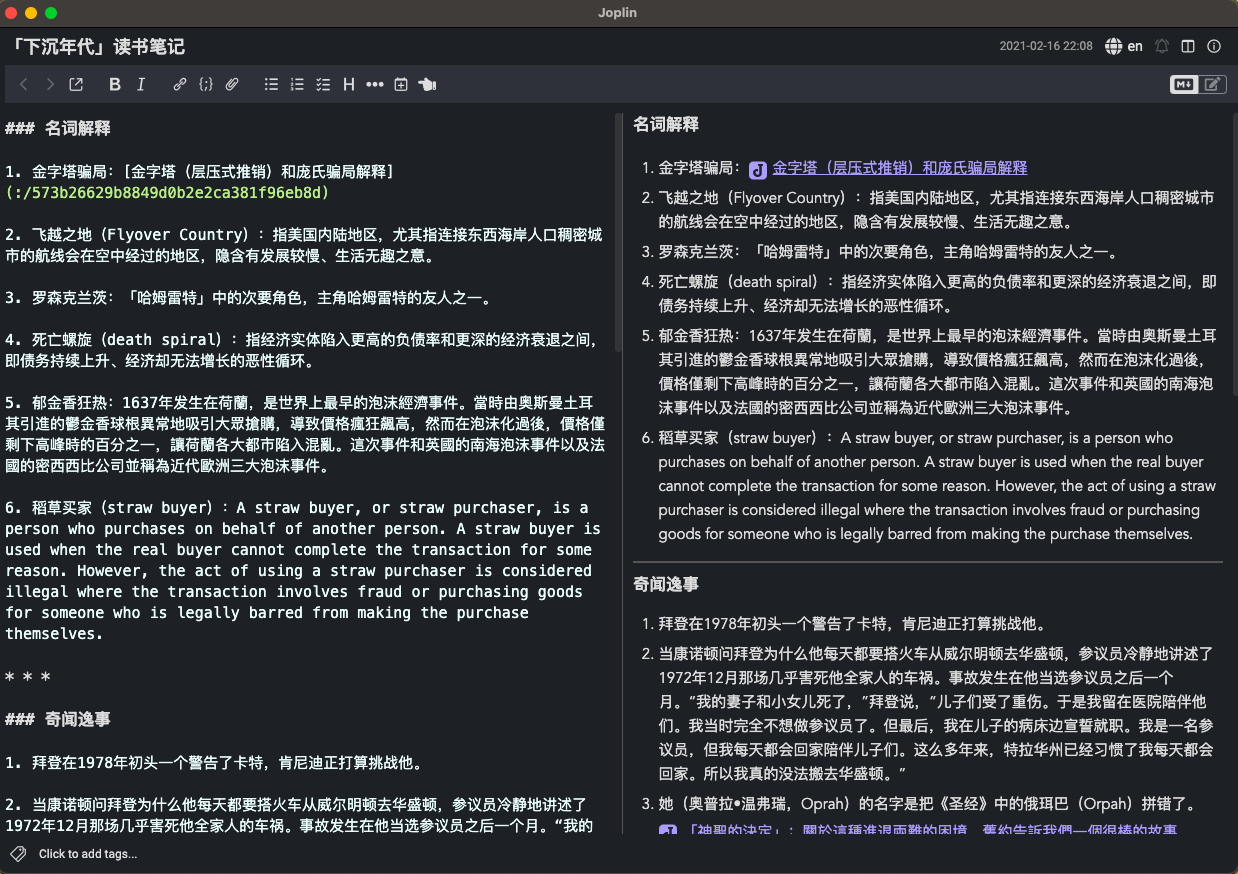 Joplin
「下沉年代」读书笔记
2021-02-16 22:08 en
B I H
### 名词解释
1. 金字塔骗局：[金字塔（层压式推销）和庞氏骗局解释]
(:/573b26629b8849d0b2e2ca381f96eb8d)
2. 飞越之地（Flyover Country）：指美国内陆地区，尤其指连接东西海岸人口稠密城
市的航线会在空中经过的地区，隐含有发展较慢、生活无趣之意。
3. 罗森克兰茨：「哈姆雷特」中的次要角色，主角哈姆雷特的友人之一。
4. 死亡螺旋（death spiral）：指经济实体陷入更高的负债率和更深的经济衰退之间，
即债务持续上升、经济却无法增长的恶性循环。
5. 郁金香狂热：1637年发生在荷蘭，是世界上最早的泡沫經濟事件。當時由奥斯曼土耳
其引進的鬱金香球根異常地吸引大眾搶購，導致價格瘋狂飆高，然而在泡沫化過後，價格僅
剩下高峰時的百分之一，讓荷蘭各大都市陷入混亂。這次事件和英國的南海泡沫事件以及法
國的密西西比公司並稱為近代歐洲三大泡沫事件。
6. 稻草买家（straw buyer）：A straw buyer, or straw purchaser, is a
person who purchases on behalf of another person. A straw buyer is
used when the real buyer cannot complete the transaction for some
reason. However, the act of using a straw purchaser is considered
illegal where the transaction involves fraud or purchasing goods
for someone who is legally barred from making the purchase
themselves.
* * *
### 奇闻逸事
1. 拜登在1978年初头一个警告了卡特，肯尼迪正打算挑战他。
2. 当康诺顿问拜登为什么他每天都要搭火车从威尔明顿去华盛顿，参议员冷静地讲述了
1972年12月那场几乎害死他全家人的车祸。事故发生在他当选参议员之后一个月。“我的
名词解释
1. 金字塔骗局： 金字塔（层压式推销）和庞氏骗局解释
2. 飞越之地（Flyover Country）：指美国内陆地区，尤其指连接东西海岸人口稠密城市
的航线会在空中经过的地区，隐含有发展较慢、生活无趣之意。
3. 罗森克兰茨：「哈姆雷特」中的次要角色，主角哈姆雷特的友人之一。
4. 死亡螺旋（death spiral）：指经济实体陷入更高的负债率和更深的经济衰退之间，即
债务持续上升、经济却无法增长的恶性循环。
5. 郁金香狂热：1637年发生在荷蘭，是世界上最早的泡沫經濟事件。當時由奥斯曼土耳
其引進的鬱金香球根異常地吸引大眾搶購，導致價格瘋狂飆高，然而在泡沫化過後，
價格僅剩下高峰時的百分之一，讓荷蘭各大都市陷入混亂。這次事件和英國的南海泡
沫事件以及法國的密西西比公司並稱為近代歐洲三大泡沫事件。
6. 稻草买家（straw buyer）：A straw buyer, or straw purchaser, is a person who
purchases on behalf of another person. A straw buyer is used when the real buyer
cannot complete the transaction for some reason. However, the act of using a straw
purchaser is considered illegal where the transaction involves fraud or purchasing
goods for someone who is legally barred from making the purchase themselves.
奇闻逸事
1. 拜登在1978年初头一个警告了卡特，肯尼迪正打算挑战他。
2. 当康诺顿问拜登为什么他每天都要搭火车从威尔明顿去华盛顿，参议员冷静地讲述了
1972年12月那场几乎害死他全家人的车祸。事故发生在他当选参议员之后一个
月。“我的妻子和小女儿死了，”拜登说，“儿子们受了重伤。于是我留在医院陪伴他
们。我当时完全不想做参议员了。但最后，我在儿子的病床边宣誓就职。我是一名参
议员，但我每天都会回家陪伴儿子们。这么多年来，特拉华州已经习惯了我每天都会
回家。所以我真的没法搬去华盛顿。”
3. 她（奥普拉•温弗瑞，Oprah）的名字是把《圣经》中的俄珥巴（Orpah）拼错了。
「神聖的決定」：關於這種進退兩難的困境，舊約告訴我們一個很棒的故事
Click to add tags...